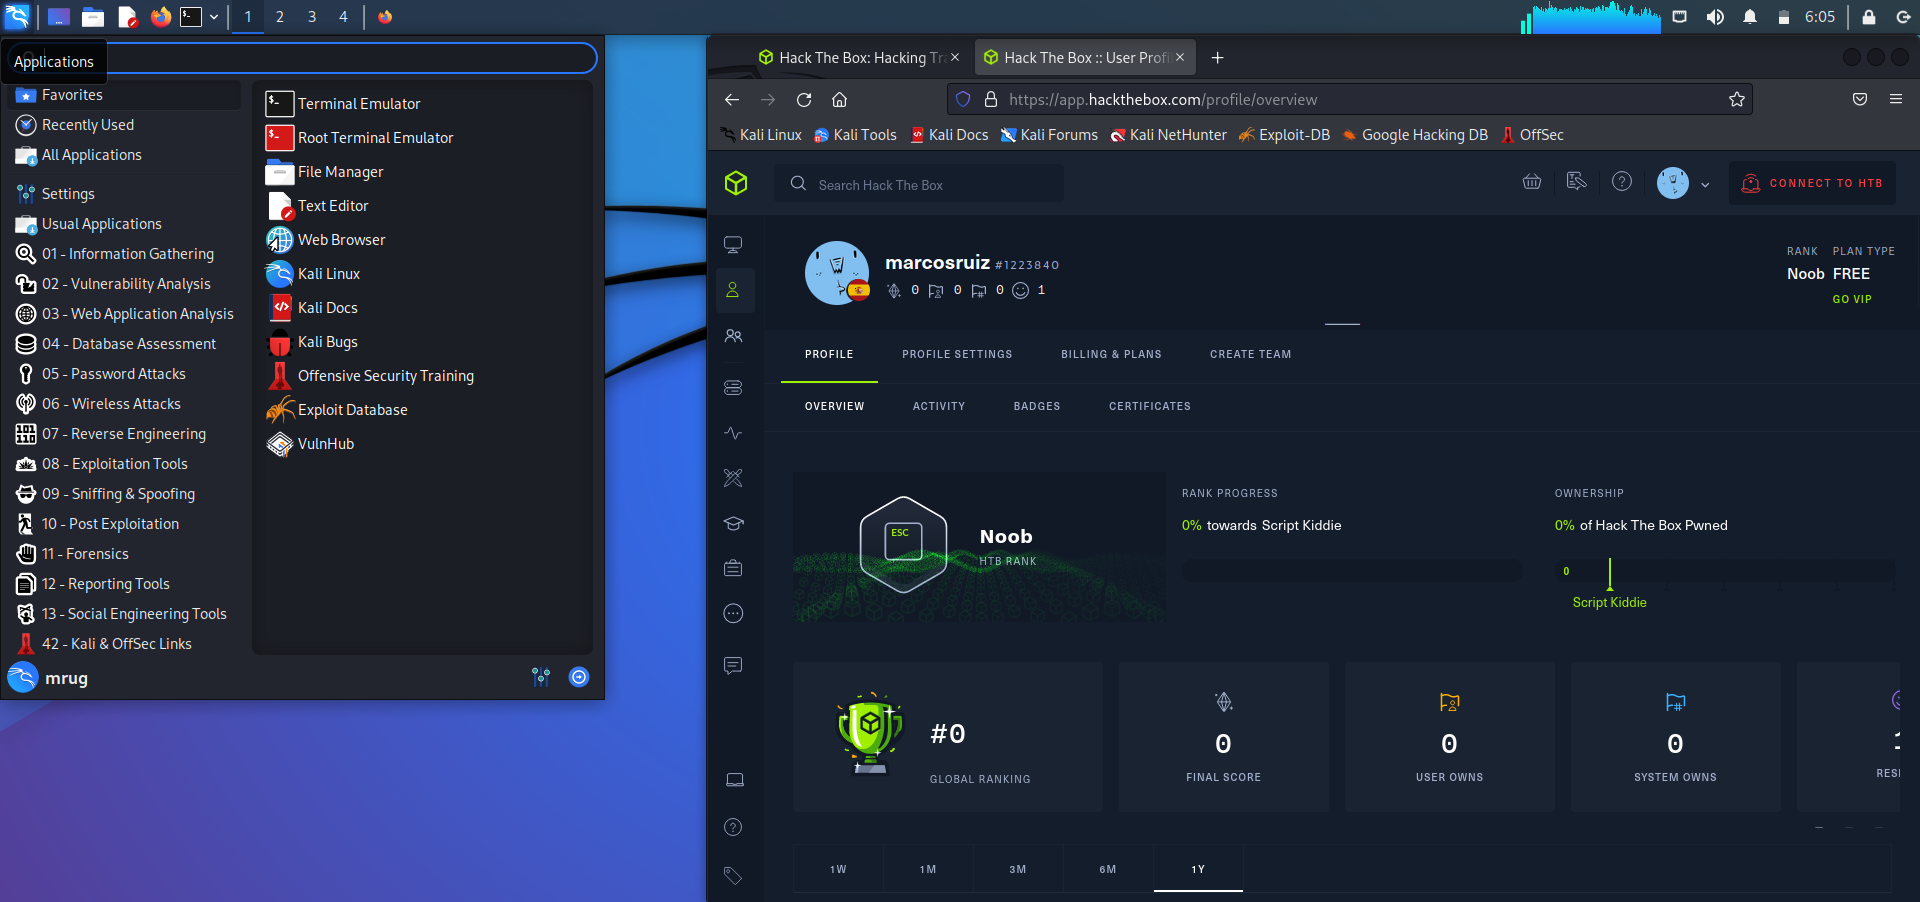 1 2 3 4
6:05
Applications
Favorites
Recently Used
All Applications
Settings
Usual Applications
01 - Information Gathering
02 - Vulnerability Analysis
03 - Web Application Analysis
04 - Database Assessment
05 - Password Attacks
06 - Wireless Attacks
07 - Reverse Engineering
08 - Exploitation Tools
09 - Sniffing & Spoofing
10 - Post Exploitation
11 - Forensics
12 - Reporting Tools
13 - Social Engineering Tools
42 - Kali & OffSec Links
mrug
Terminal Emulator
Root Terminal Emulator
File Manager
Text Editor
Web Browser
Kali Linux
Kali Docs
Kali Bugs
Offensive Security Training
Exploit Database
VulnHub
Hack The Box: Hacking Tra
Hack The Box :: User Profi
https://app.hackthebox.com/profile/overview
Kali Linux Kali Tools Kali Docs Kali Forums Kali NetHunter Exploit-DB Google Hacking DB OffSec
Search Hack The Box
CONNECT TO HTB
marcosruiz #1223840
0 0 0 1
RANK PLAN TYPE
Noob FREE
GO VIP
PROFILE PROFILE SETTINGS BILLING & PLANS CREATE TEAM
OVERVIEW ACTIVITY BADGES CERTIFICATES
ESC
Noob
HTB RANK
RANK PROGRESS
0% towards Script Kiddie
OWNERSHIP
0% of Hack The Box Pwned
0
Script Kiddie
#0
GLOBAL RANKING
0
FINAL SCORE
0
USER OWNS
0
SYSTEM OWNS
1
RES
1W 1M 3M 6M 1Y